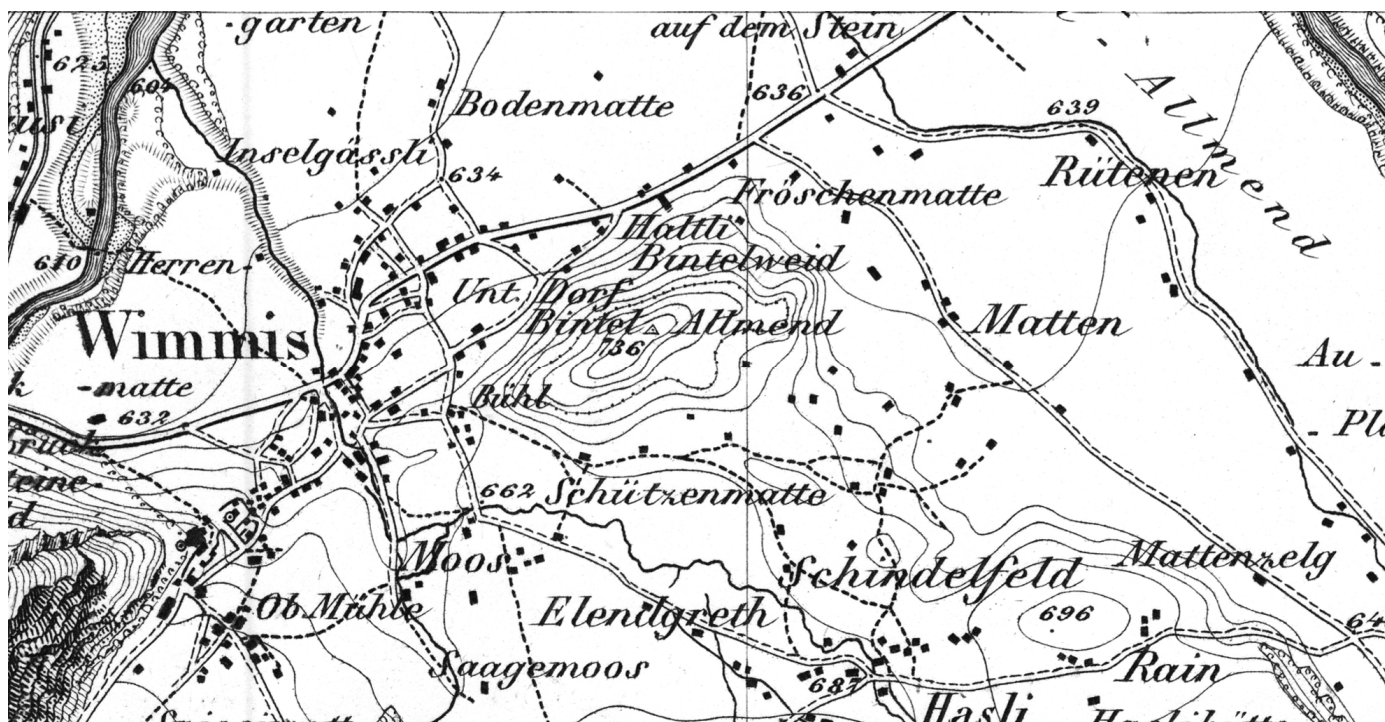 -garten
auf dem Stein
625
604
636
639
Allmend
Bodenmatte
Inselgässli
634
Rütenen
Fröschenmatte
Hältli
Bintelweid
610
Herren-
Unt. Dorf
Wimmis
Bintel
Allmend
736
Matten
Au-
-matte
632
Bühl
662
Schützenmatte
Moos
Schindelfeld
Mattenzelg
Ob. Mühle
Elendgreth
696
64
Saagemoos
687
Rain
Hasli